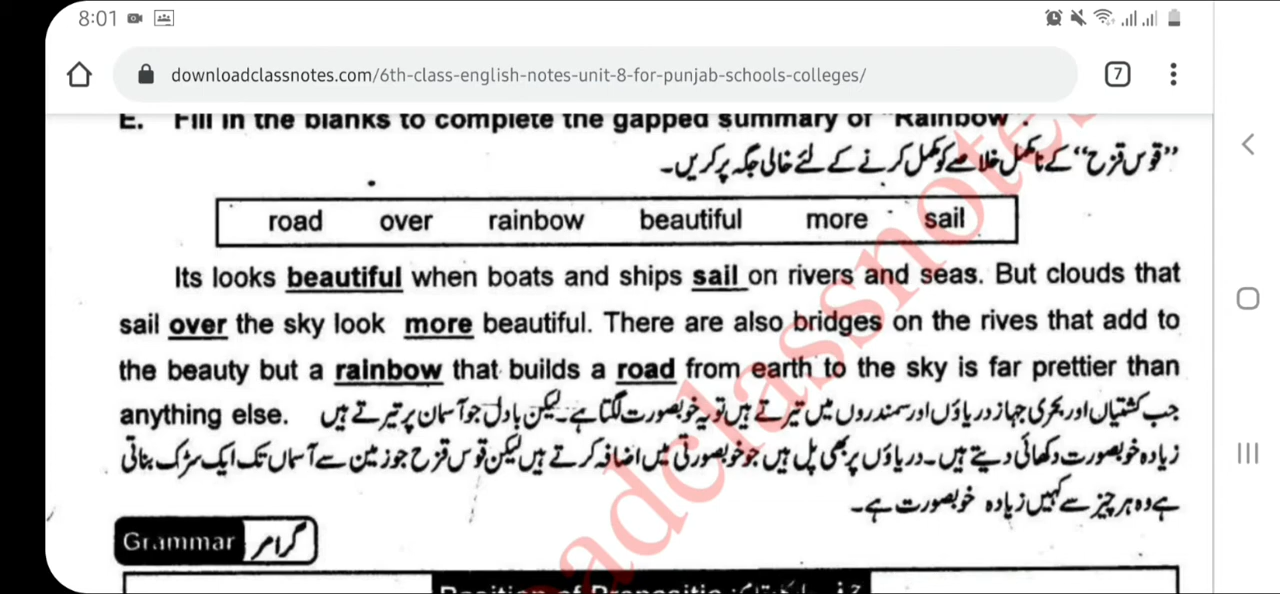 8:01
downloadclassnotes.com/6th-class-english-notes-unit-8-for-punjab-schools-colleges/
7
E. Fill in the blanks to complete the gapped summary of "Rainbow".
”قوس قزح“ کے نامکمل خلاصے کو مکمل کرنے کے لئے خالی جگہ پر کریں۔
road over rainbow beautiful more sail
Its looks beautiful when boats and ships sail on rivers and seas. But clouds that
sail over the sky look more beautiful. There are also bridges on the rives that add to
the beauty but a rainbow that builds a road from earth to the sky is far prettier than
anything else. جب کشتیاں اور بحری جہاز دریاؤں اور سمندروں میں تیرتے ہیں تو یہ خوبصورت لگتا ہے۔ لیکن بادل جو آسمان پر تیرتے ہیں
زیادہ خوبصورت دکھائی دیتے ہیں۔ دریاؤں پر بھی پل ہیں جو خوبصورتی میں اضافہ کرتے ہیں لیکن قوس قزح جو زمین سے آسماں تک ایک سڑک بناتی
ہے وہ ہر چیز سے کہیں زیادہ خوبصورت ہے۔
Grammar گرامر
Position of
adclassnotes